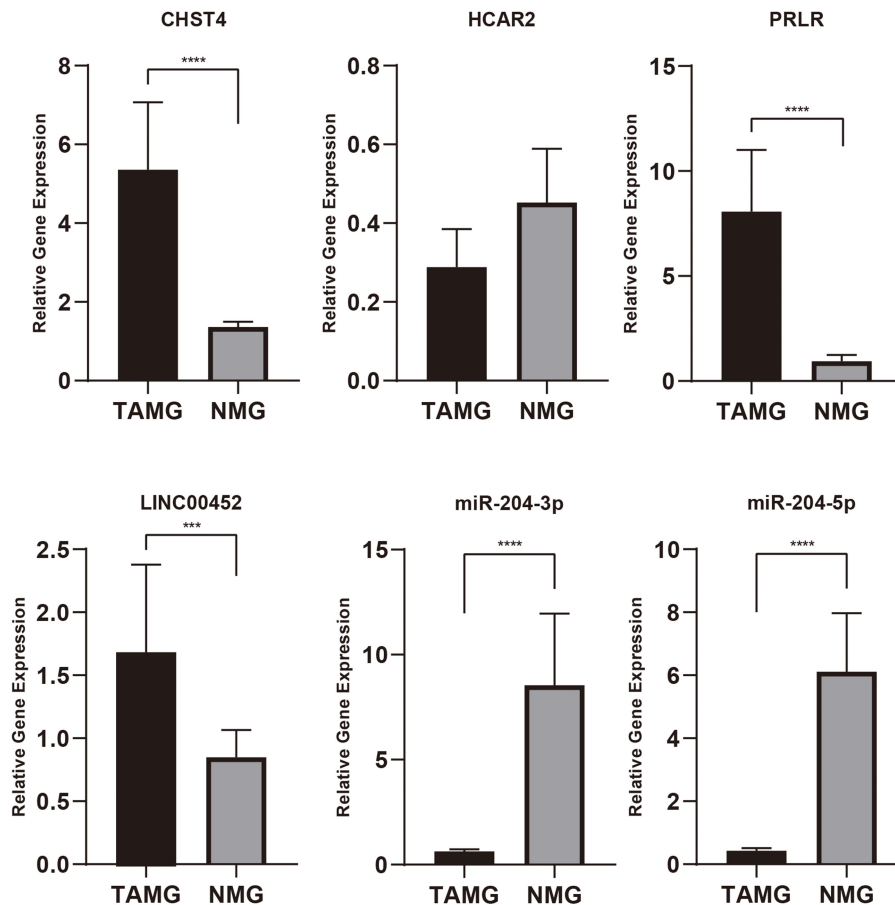 CHST4
HCAR2
PRLR
Relative Gene Expression
8
6
4
2
0
****
TAMG NMG
Relative Gene Expression
0.8
0.6
0.4
0.2
0.0
TAMG NMG
Relative Gene Expression
15
10
5
0
****
TAMG NMG
LINC00452
miR-204-3p
miR-204-5p
Relative Gene Expression
2.5
2.0
1.5
1.0
0.5
0.0
***
TAMG NMG
Relative Gene Expression
15
10
5
0
****
TAMG NMG
Relative Gene Expression
10
8
6
4
2
0
****
TAMG NMG